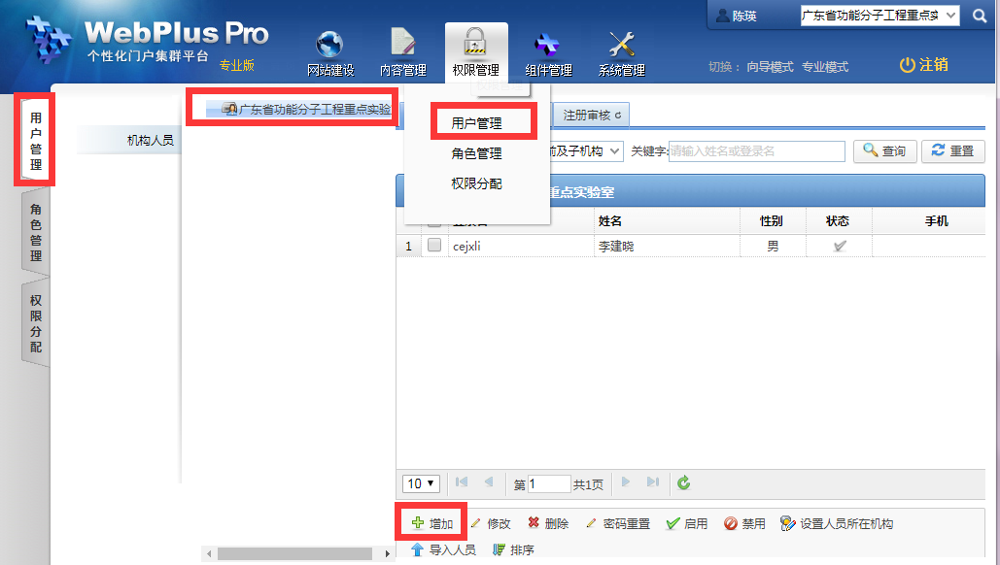 WebPlus Pro
个性化门户集群平台
专业版
网站建设
内容管理
权限管理
组件管理
系统管理
陈瑛
广东省功能分子工程重点实
切换： 向导模式 专业模式
注销
用户管理
角色管理
权限分配
机构人员
广东省功能分子工程重点实验
用户管理
角色管理
权限分配
注册审核
前及子机构
关键字:
请输入姓名或登录名
查询
重置
重点实验室
姓名 性别 状态 手机
1 cejxli 李建晓 男
10 第 1 共1页
增加 修改 删除 密码重置 启用 禁用 设置人员所在机构
导入人员 排序